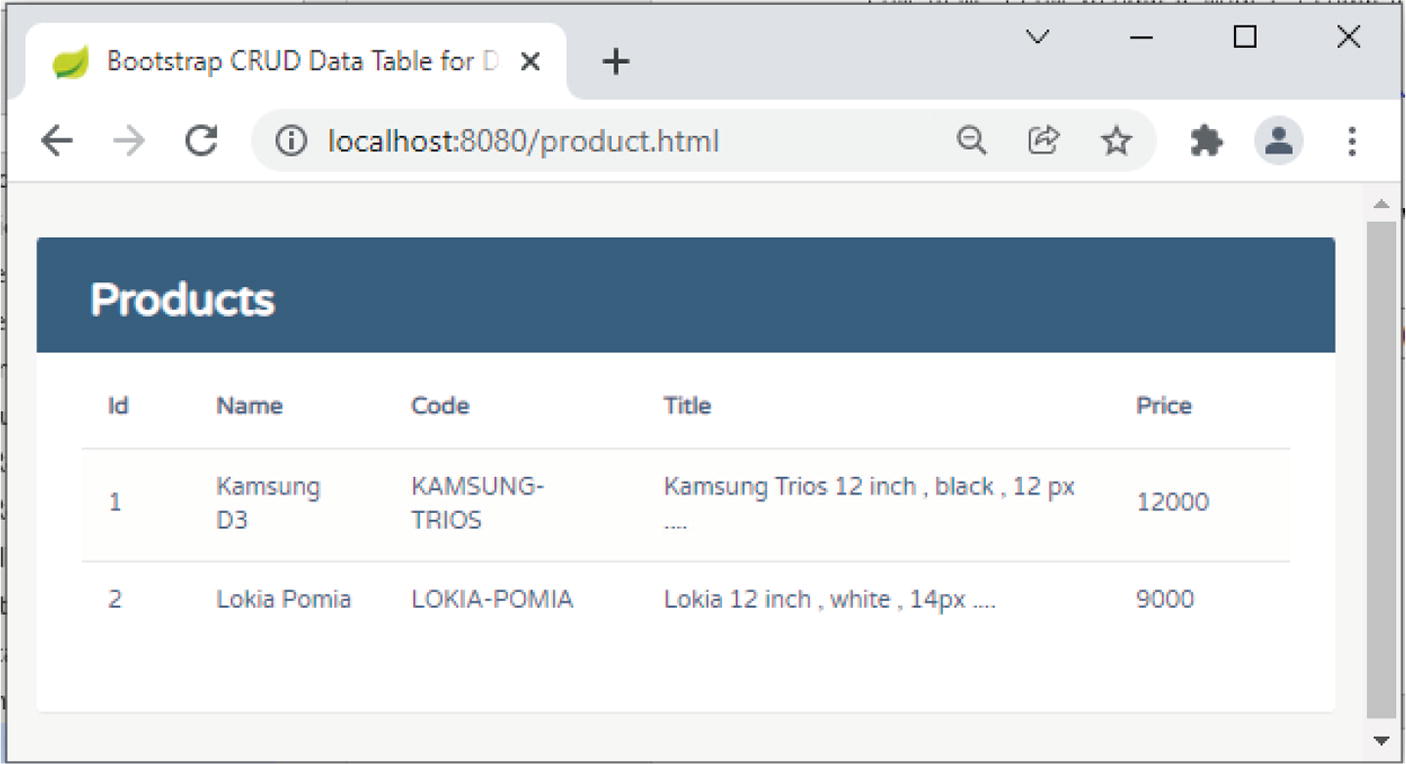 Bootstrap CRUD Data Table for D
localhost:8080/product.html
Products
Id Name Code Title Price
1 Kamsung D3 KAMSUNG-TRIOS Kamsung Trios 12 inch , black , 12 px .... 12000
2 Lokia Pomia LOKIA-POMIA Lokia 12 inch , white , 14px .... 9000